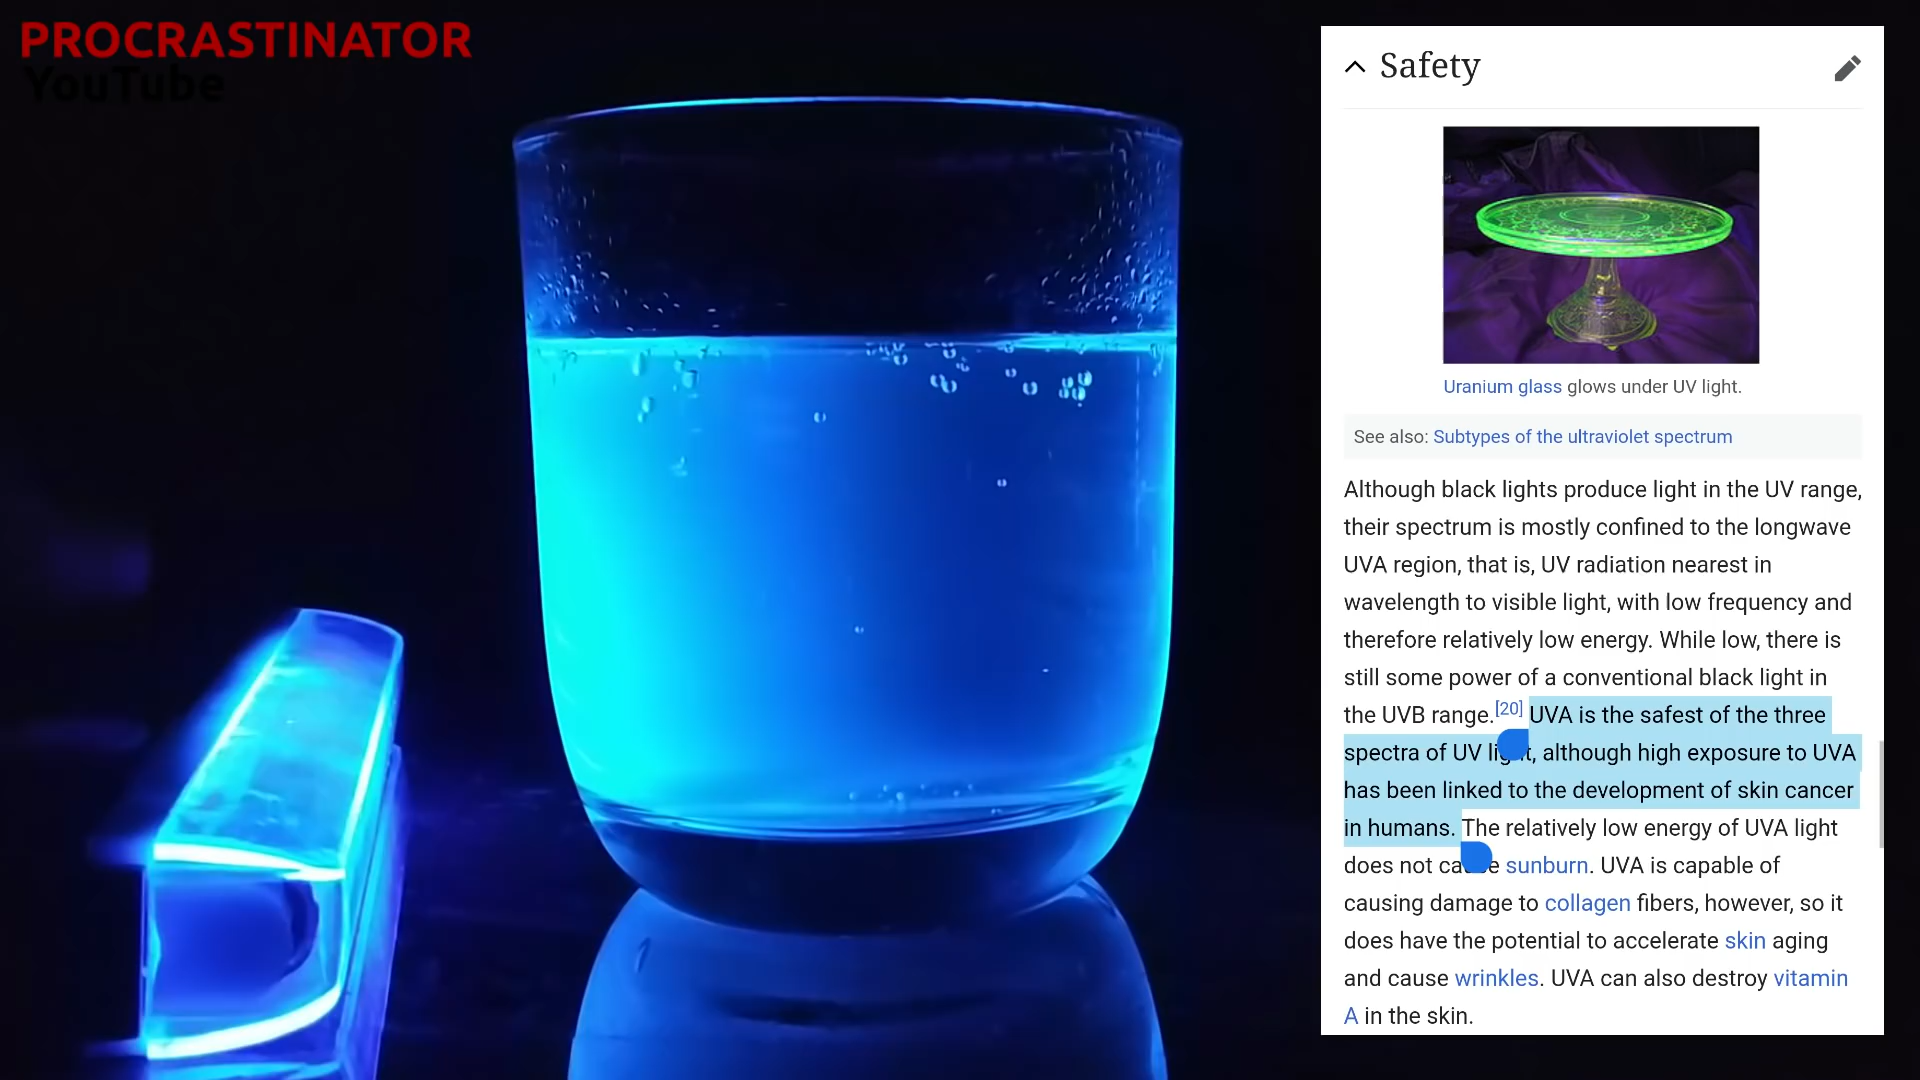 PROCRASTINATOR
YouTube
Safety
Uranium glass glows under UV light.
See also: Subtypes of the ultraviolet spectrum
Although black lights produce light in the UV range,
their spectrum is mostly confined to the longwave
UVA region, that is, UV radiation nearest in
wavelength to visible light, with low frequency and
therefore relatively low energy. While low, there is
still some power of a conventional black light in
the UVB range.[20] UVA is the safest of the three
spectra of UV light, although high exposure to UVA
has been linked to the development of skin cancer
in humans. The relatively low energy of UVA light
does not cause sunburn. UVA is capable of
causing damage to collagen fibers, however, so it
does have the potential to accelerate skin aging
and cause wrinkles. UVA can also destroy vitamin
A in the skin.